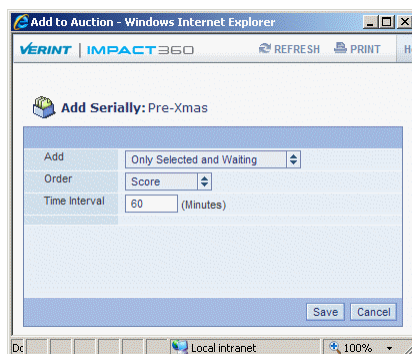 Add to Auction - Windows Internet Explorer
VERINT | IMPACT360 REFRESH PRINT H
Add Serially: Pre-Xmas
Add Only Selected and Waiting
Order Score
Time Interval 60 (Minutes)
Save Cancel
Dc Local intranet 100%